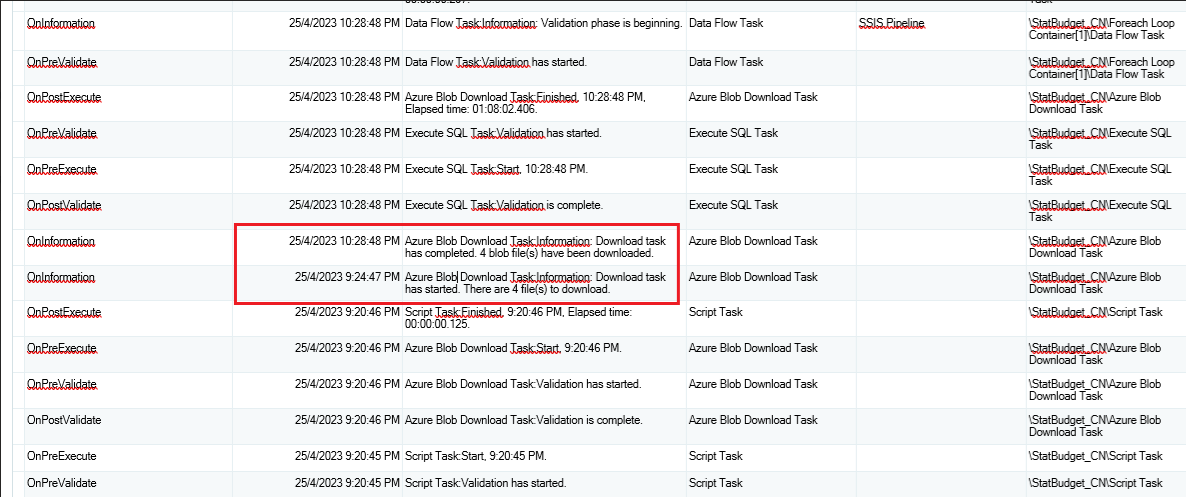 OnInformation 25/4/2023 10:28:48 PM Data Flow Task:Information: Validation phase is beginning. Data Flow Task SSIS.Pipeline \StatBudget_CN\Foreach Loop
Container[1]\Data Flow Task
OnPreValidate 25/4/2023 10:28:48 PM Data Flow Task:Validation has started. Data Flow Task \StatBudget_CN\Foreach Loop
Container[1]\Data Flow Task
OnPostExecute 25/4/2023 10:28:48 PM Azure Blob Download Task:Finished, 10:28:48 PM, Azure Blob Download Task \StatBudget_CN\Azure Blob
Elapsed time: 01:08:02.406. Download Task
OnPreValidate 25/4/2023 10:28:48 PM Execute SQL Task:Validation has started. Execute SQL Task \StatBudget_CN\Execute SQL
Task
OnPreExecute 25/4/2023 10:28:48 PM Execute SQL Task:Start, 10:28:48 PM. Execute SQL Task \StatBudget_CN\Execute SQL
Task
OnPostValidate 25/4/2023 10:28:48 PM Execute SQL Task:Validation is complete. Execute SQL Task \StatBudget_CN\Execute SQL
Task
OnInformation 25/4/2023 10:28:48 PM Azure Blob Download Task:Information: Download task Azure Blob Download Task \StatBudget_CN\Azure Blob
has completed. 4 blob file(s) have been downloaded. Download Task
OnInformation 25/4/2023 9:24:47 PM Azure Blob Download Task:Information: Download task Azure Blob Download Task \StatBudget_CN\Azure Blob
has started. There are 4 file(s) to download. Download Task
OnPostExecute 25/4/2023 9:20:46 PM Script Task:Finished, 9:20:46 PM, Elapsed time: Script Task \StatBudget_CN\Script Task
00:00:00.125.
OnPreExecute 25/4/2023 9:20:46 PM Azure Blob Download Task:Start, 9:20:46 PM. Azure Blob Download Task \StatBudget_CN\Azure Blob
Download Task
OnPreValidate 25/4/2023 9:20:46 PM Azure Blob Download Task:Validation has started. Azure Blob Download Task \StatBudget_CN\Azure Blob
Download Task
OnPostValidate 25/4/2023 9:20:46 PM Azure Blob Download Task:Validation is complete. Azure Blob Download Task \StatBudget_CN\Azure Blob
Download Task
OnPreExecute 25/4/2023 9:20:45 PM Script Task:Start, 9:20:45 PM. Script Task \StatBudget_CN\Script Task
OnPreValidate 25/4/2023 9:20:45 PM Script Task:Validation has started. Script Task \StatBudget_CN\Script Task